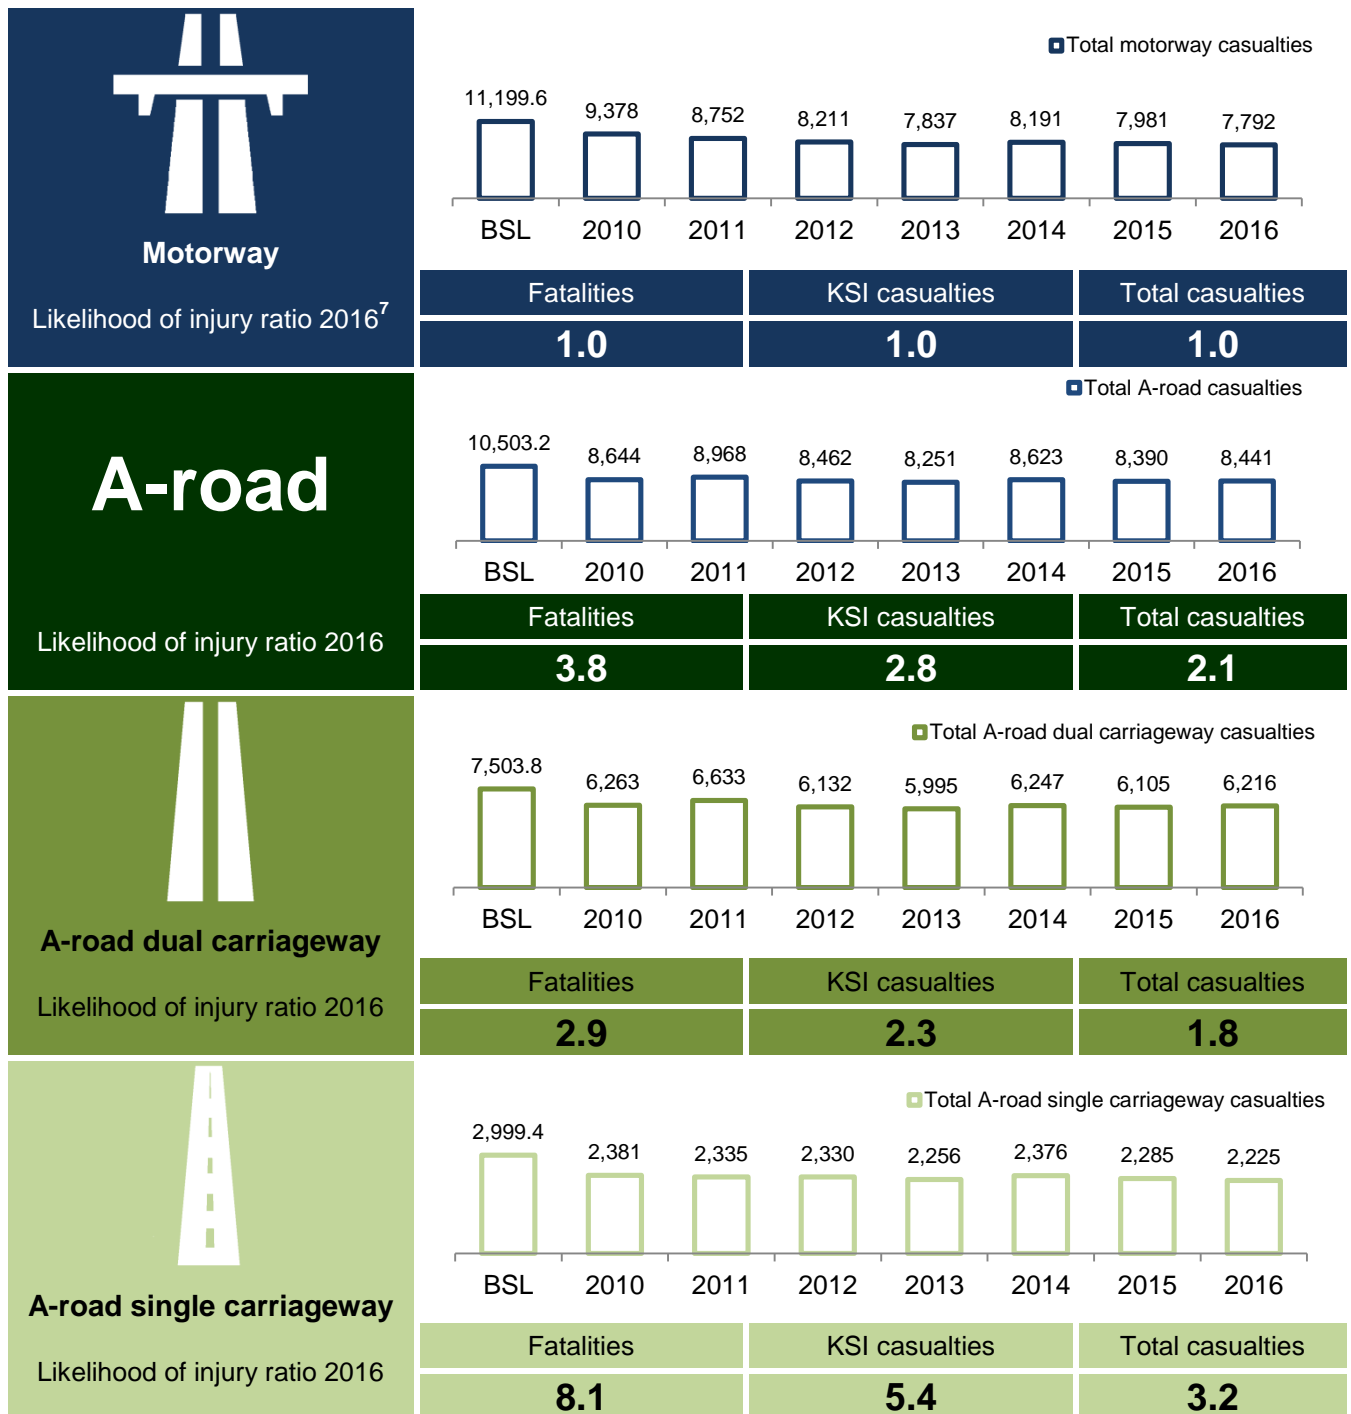 Total motorway casualties
11,199.6 9,378 8,752 8,211 7,837 8,191 7,981 7,792
BSL 2010 2011 2012 2013 2014 2015 2016
Motorway
Likelihood of injury ratio 2016⁷
Fatalities KSI casualties Total casualties
1.0 1.0 1.0
Total A-road casualties
10,503.2 8,644 8,968 8,462 8,251 8,623 8,390 8,441
A-road
BSL 2010 2011 2012 2013 2014 2015 2016
Likelihood of injury ratio 2016
Fatalities KSI casualties Total casualties
3.8 2.8 2.1
Total A-road dual carriageway casualties
7,503.8 6,263 6,633 6,132 5,995 6,247 6,105 6,216
BSL 2010 2011 2012 2013 2014 2015 2016
A-road dual carriageway
Likelihood of injury ratio 2016
Fatalities KSI casualties Total casualties
2.9 2.3 1.8
Total A-road single carriageway casualties
2,999.4 2,381 2,335 2,330 2,256 2,376 2,285 2,225
BSL 2010 2011 2012 2013 2014 2015 2016
A-road single carriageway
Likelihood of injury ratio 2016
Fatalities KSI casualties Total casualties
8.1 5.4 3.2